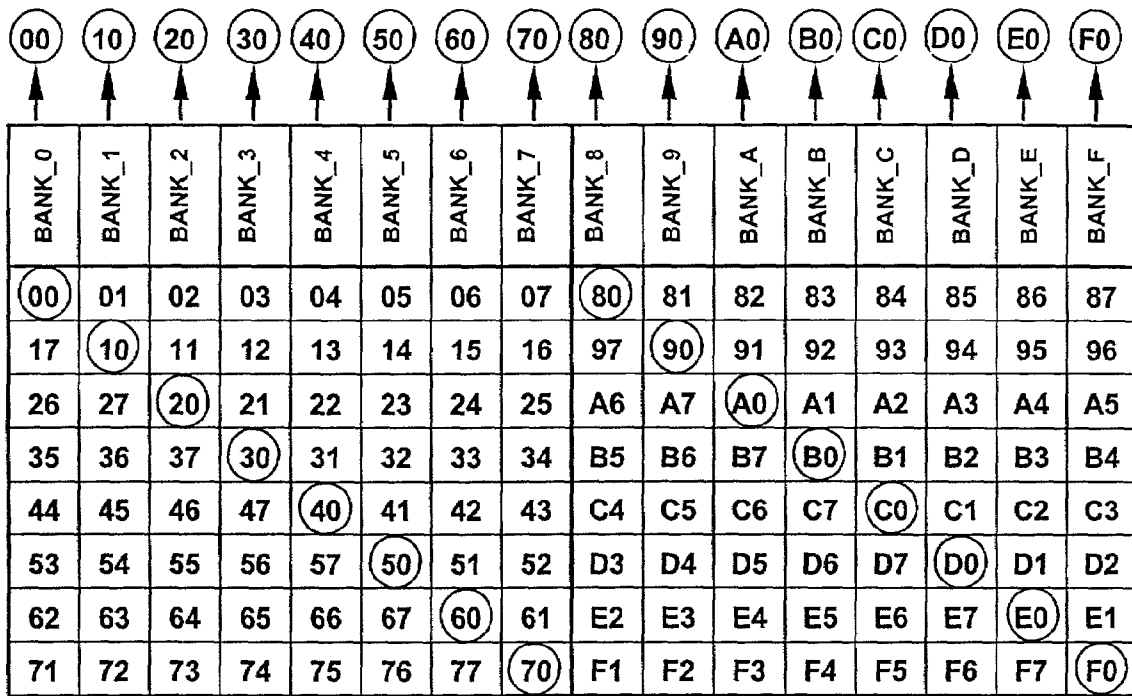 00 10 20 30 40 50 60 70 80 90 A0 B0 C0 D0 E0 F0
BANK_0 BANK_1 BANK_2 BANK_3 BANK_4 BANK_5 BANK_6 BANK_7 BANK_8 BANK_9 BANK_A BANK_B BANK_C BANK_D BANK_E BANK_F
00 01 02 03 04 05 06 07 80 81 82 83 84 85 86 87
17 10 11 12 13 14 15 16 97 90 91 92 93 94 95 96
26 27 20 21 22 23 24 25 A6 A7 A0 A1 A2 A3 A4 A5
35 36 37 30 31 32 33 34 B5 B6 B7 B0 B1 B2 B3 B4
44 45 46 47 40 41 42 43 C4 C5 C6 C7 C0 C1 C2 C3
53 54 55 56 57 50 51 52 D3 D4 D5 D6 D7 D0 D1 D2
62 63 64 65 66 67 60 61 E2 E3 E4 E5 E6 E7 E0 E1
71 72 73 74 75 76 77 70 F1 F2 F3 F4 F5 F6 F7 F0